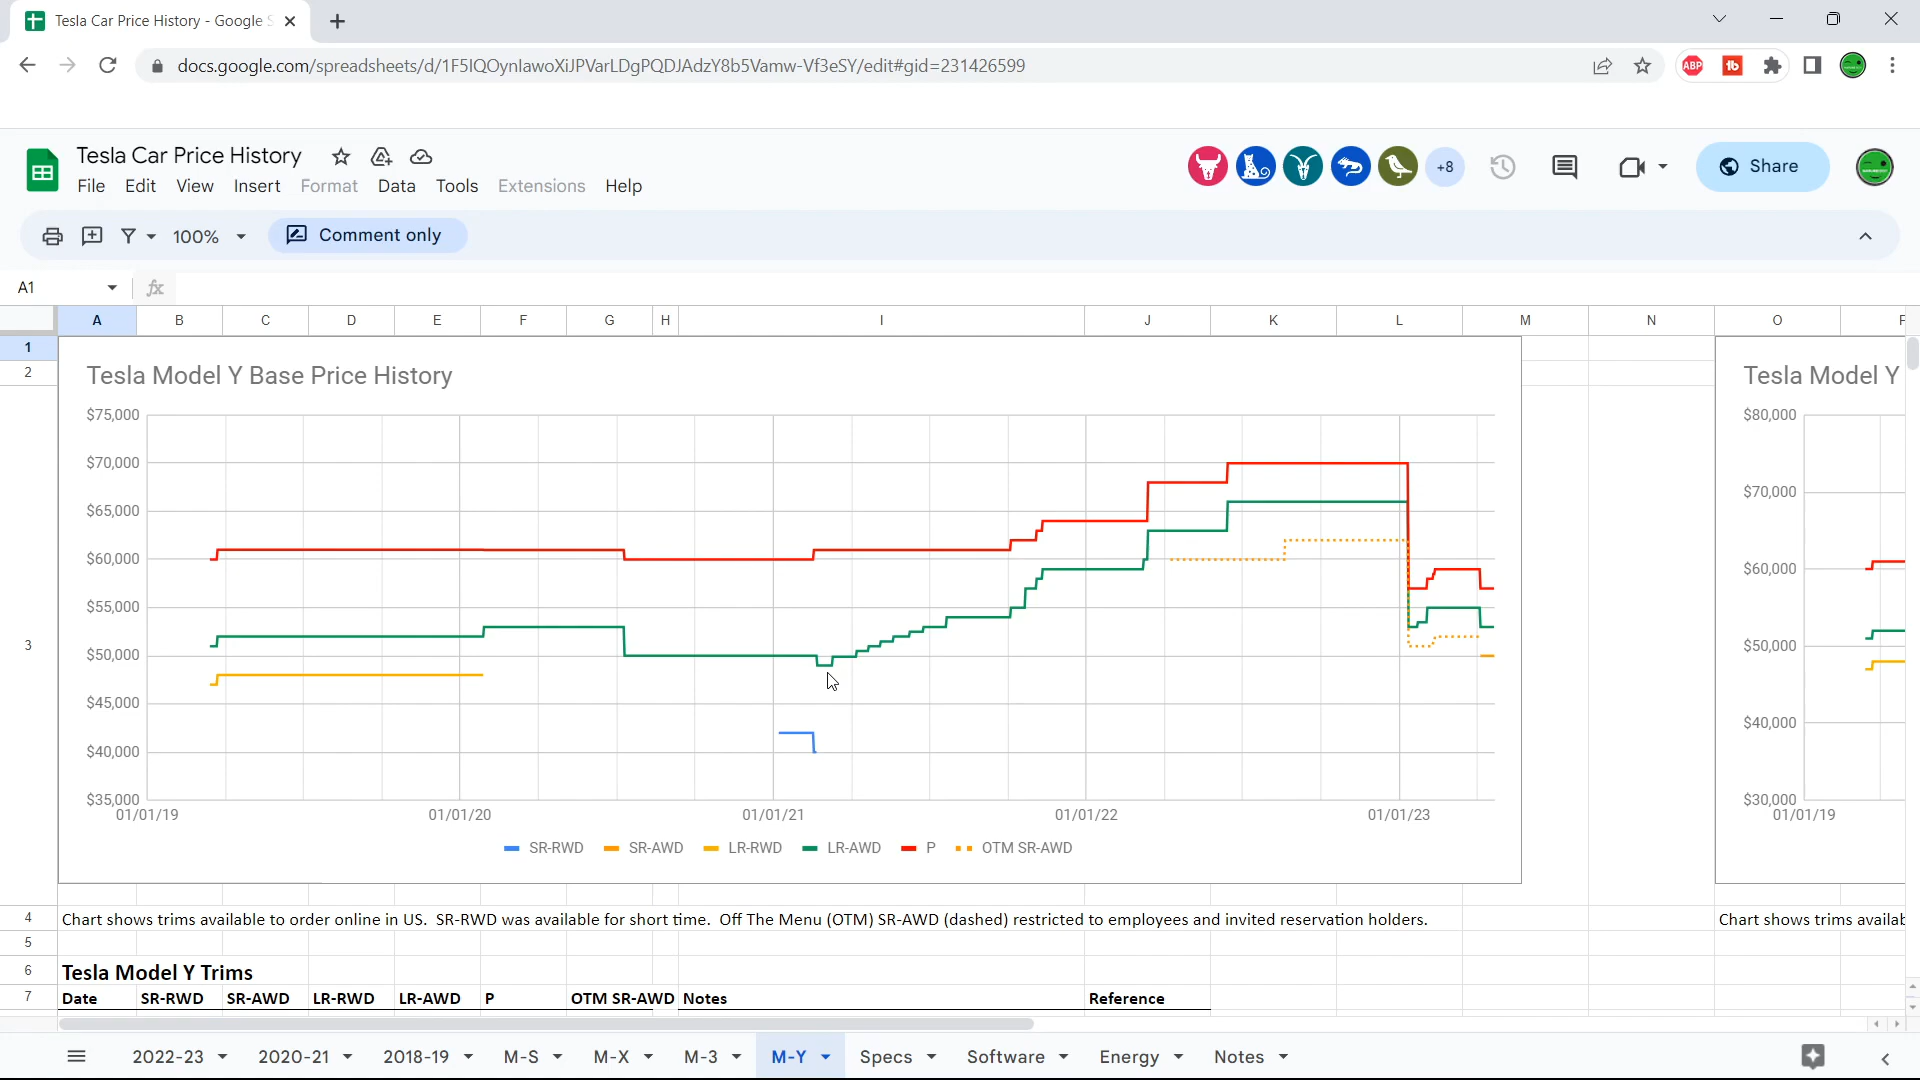 Tesla Car Price History - Google S
docs.google.com/spreadsheets/d/1F5IQOynlawoXiJPVarLDgPQDJAdzY8b5Vamw-Vf3eSY/edit#gid=231426599
ABP
tb
Tesla Car Price History
+8
Share
File Edit View Insert Format Data Tools Extensions Help
100%
Comment only
A1
fx
A B C D E F G H I J K L M N O
1
2
3
4
5
6
7
Tesla Model Y Base Price History
$75,000
$70,000
$65,000
$60,000
$55,000
$50,000
$45,000
$40,000
$35,000
01/01/19 01/01/20 01/01/21 01/01/22 01/01/23
SR-RWD SR-AWD LR-RWD LR-AWD P OTM SR-AWD
Tesla Model Y
$80,000
$70,000
$60,000
$50,000
$40,000
$30,000
01/01/19
Chart shows trims available to order online in US. SR-RWD was available for short time. Off The Menu (OTM) SR-AWD (dashed) restricted to employees and invited reservation holders.
Chart shows trims availab
Tesla Model Y Trims
Date SR-RWD SR-AWD LR-RWD LR-AWD P OTM SR-AWD Notes Reference
2022-23 2020-21 2018-19 M-S M-X M-3 M-Y Specs Software Energy Notes